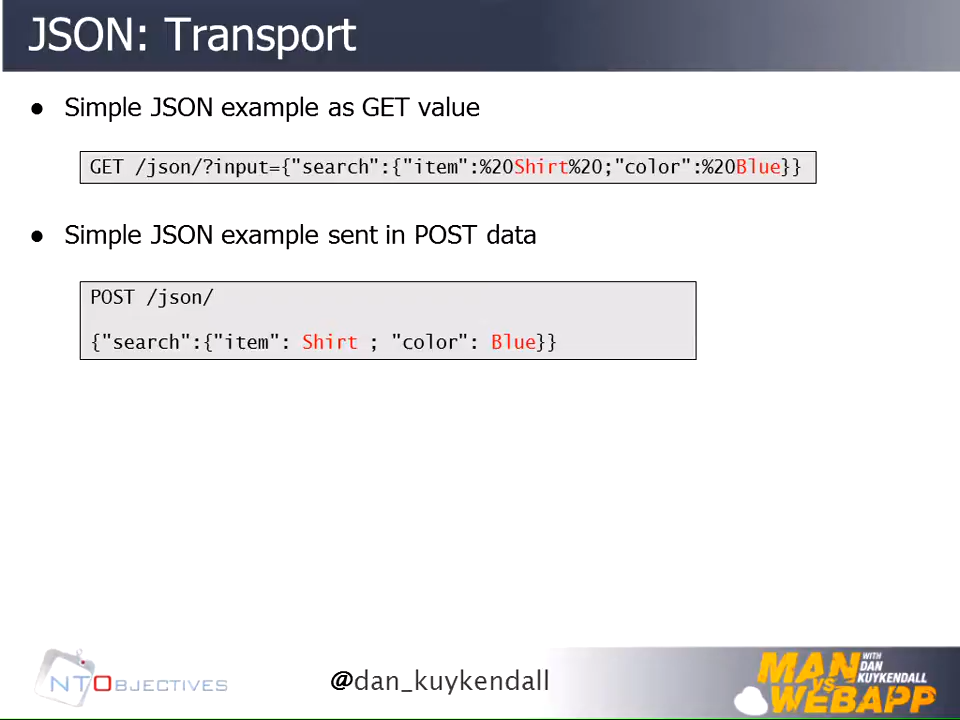 JSON: Transport
● Simple JSON example as GET value
GET /json/?input={"search":{"item":%20Shirt%20;"color":%20Blue}}
● Simple JSON example sent in POST data
POST /json/
{"search":{"item": Shirt ; "color": Blue}}
NTOBJECTIVES
@dan_kuykendall
MAN WITH DAN KUYKENDALL
VS
WEBAPP